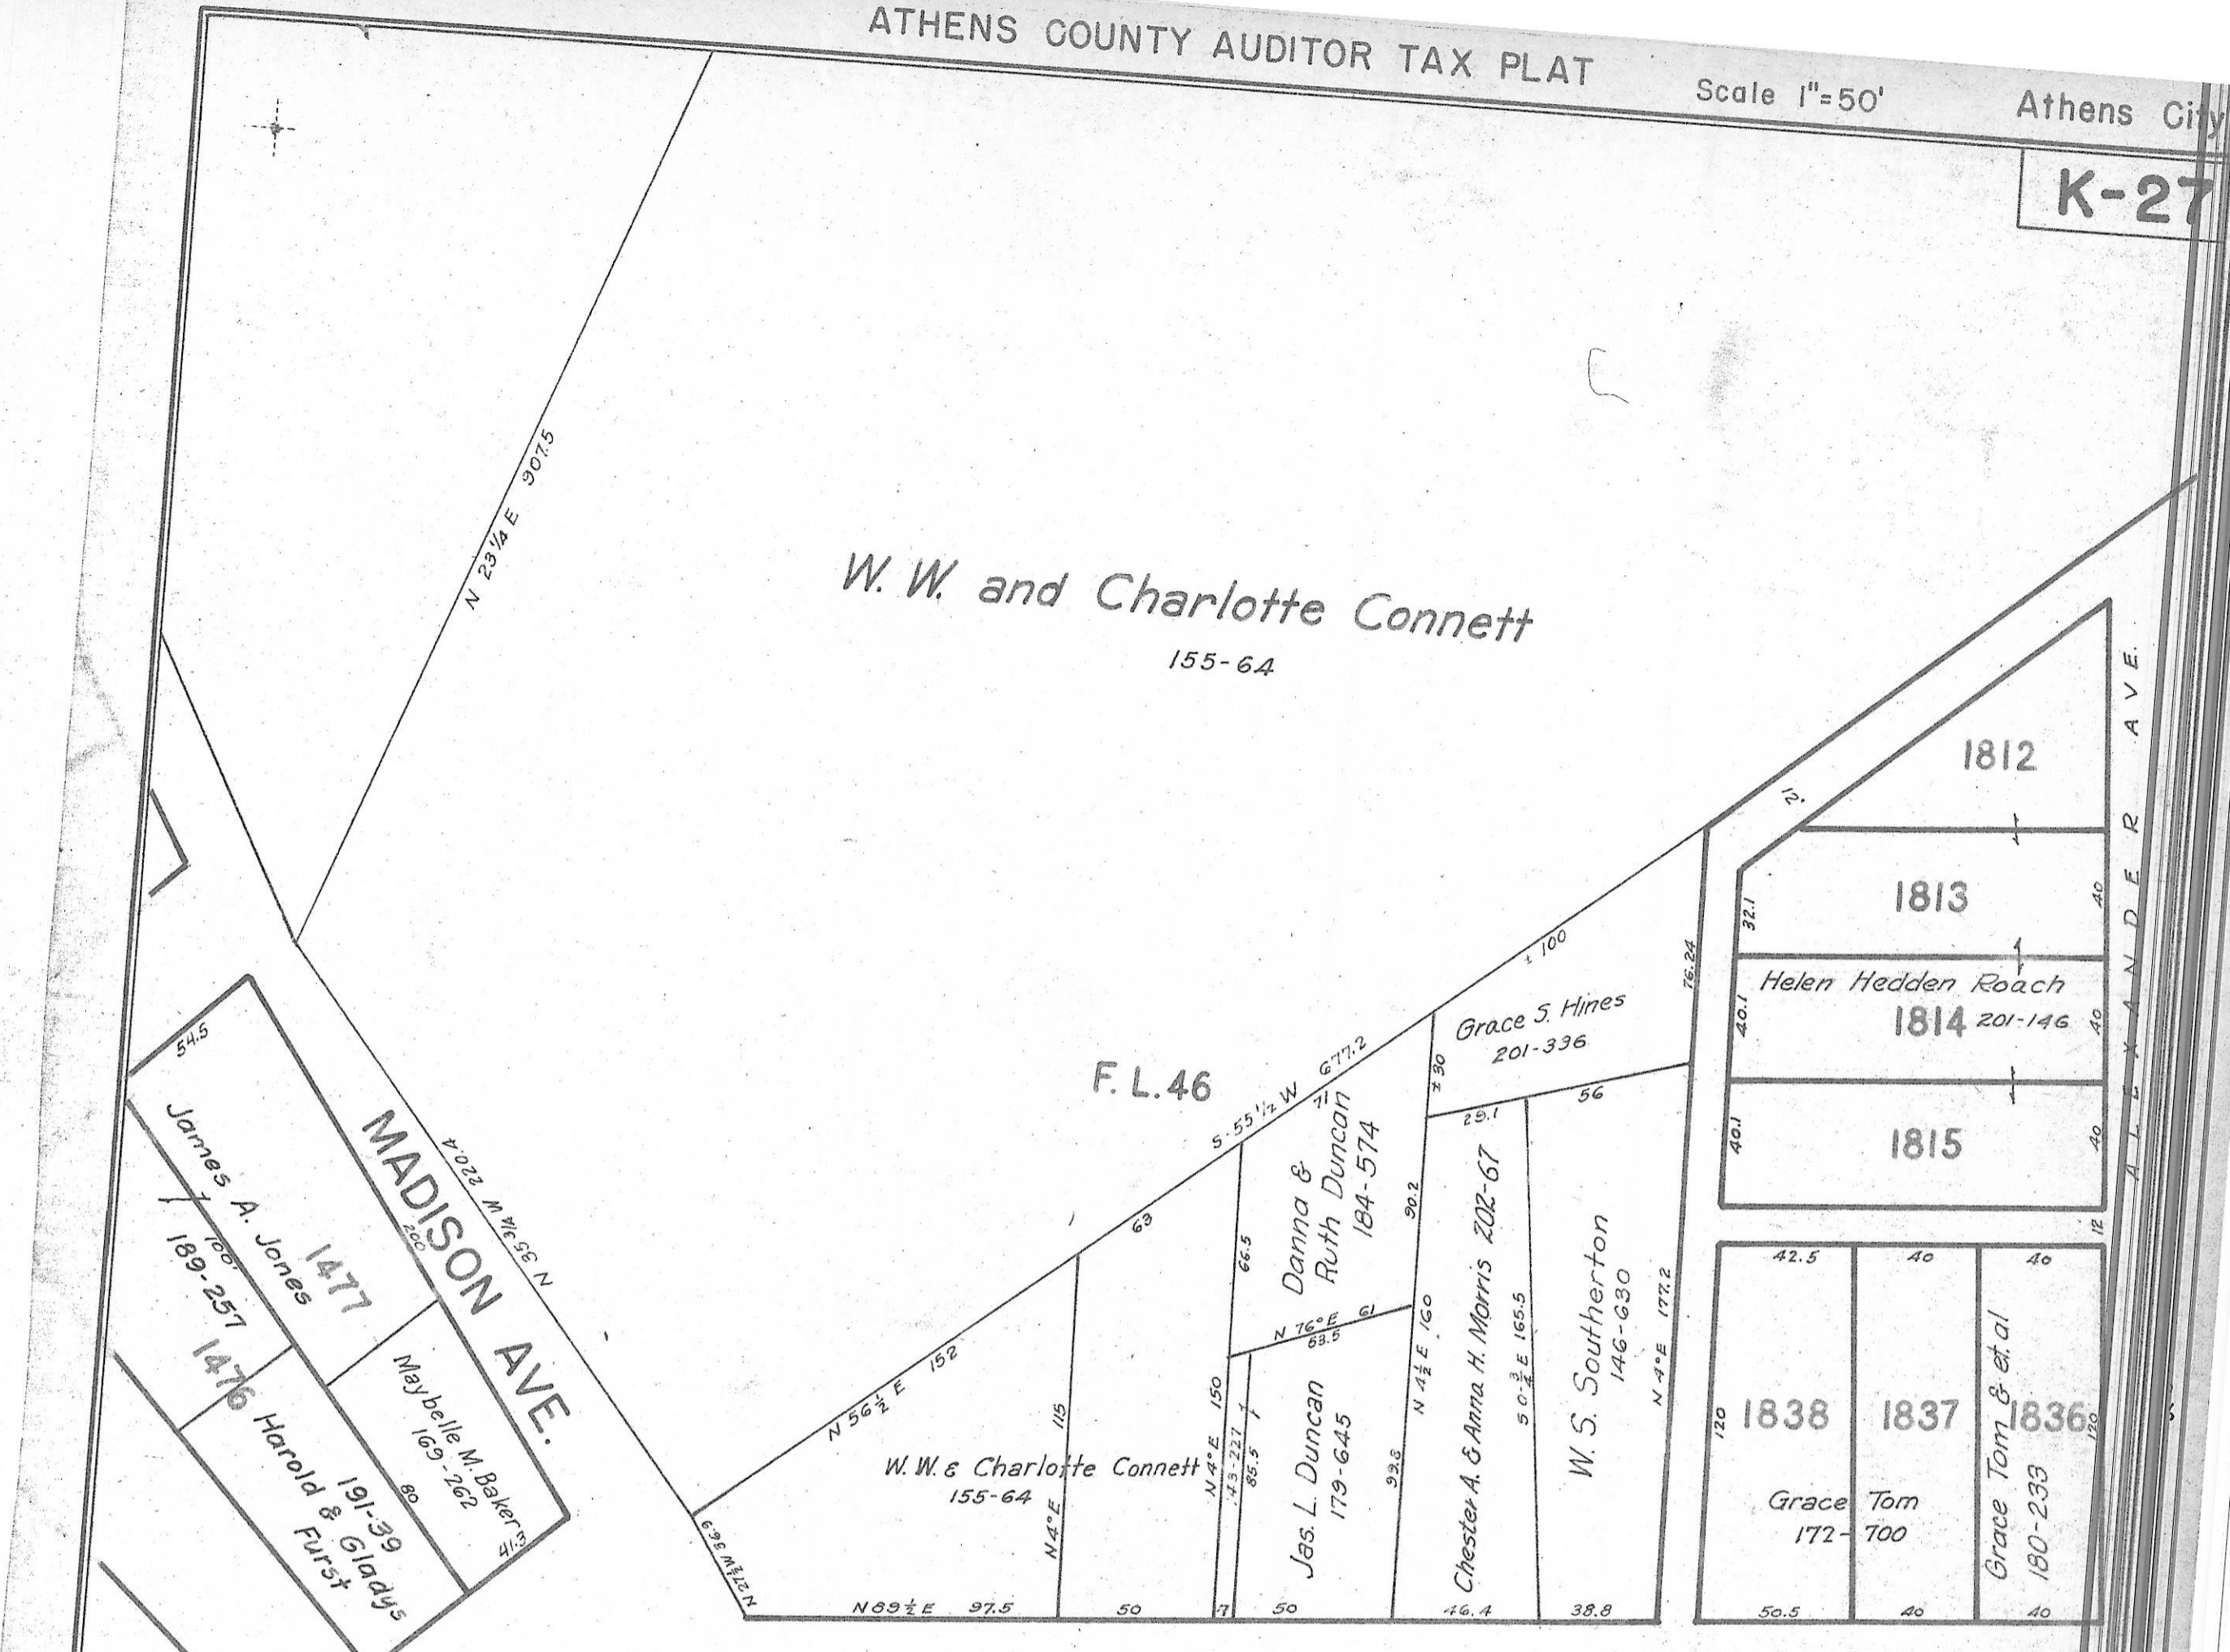 ATHENS COUNTY AUDITOR TAX PLAT
Scale 1"=50'
Athens City
K-27
N 23 1/4 E 907.5
W. W. and Charlotte Connett
155-64
1812
12'
ALEXANDER AVE.
1813
32.1
40
76.24
± 100
Helen Hedden Roach
1814 201-146
40.1
40
Grace S. Hines
201-336
± 30
56
29.1
1815
40.1
40
12
F. L. 46
S-55 1/2 W 677.2
71
63
152
N 56 1/2 E
54.5
James A. Jones
1477
189-257
100'
200
1476
MADISON AVE.
N 35 3/4 W 220.4
Maybelle M. Baker
169-262
80
41.3
191-39
Harold & Gladys
Furst
N 27 1/2 W 36.9
W. W. & Charlotte Connett
155-64
115
N 4° E
N 89 1/2 E 97.5
50
7
50
46.4
38.8
66.5
Danna &
Ruth Duncan
184-574
N 76° E 61
53.5
N 4° E 150
85.5
Jas. L. Duncan
179-645
90.2
N 4 1/2 E 160
99.8
Chester A. & Anna H. Morris 202-67
S 0-3/4 E 165.5
W. S. Southerton
146-630
N 4° E 177.2
42.5
40
40
1838
1837
1836
120
120
Grace Tom
172-700
Grace Tom & et.al
180-233
50.5
40
40